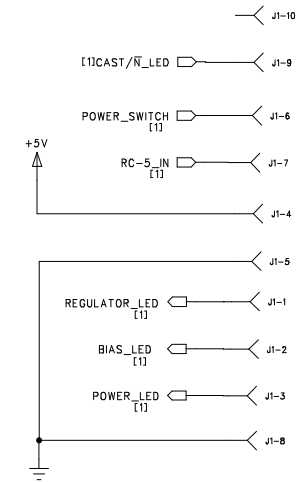 J1-10
[1]CAST/N̅_LED J1-9
POWER_SWITCH J1-6
[1]
+5V
RC-5_IN J1-7
[1]
J1-4
J1-5
REGULATOR_LED J1-1
[1]
BIAS_LED J1-2
[1]
POWER_LED J1-3
[1]
J1-8